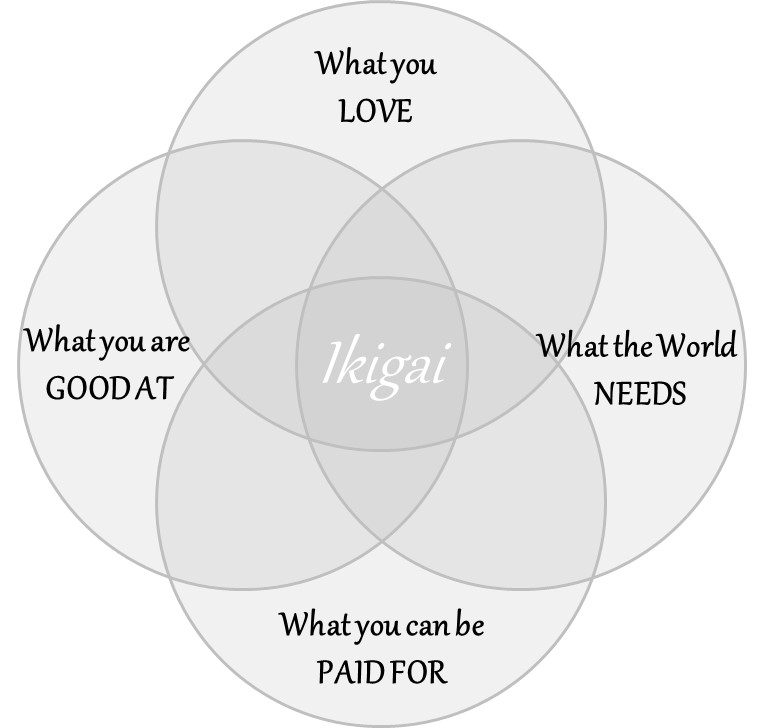 What you
LOVE
What you are
GOOD AT
Ikigai
What the World
NEEDS
What you can be
PAID FOR